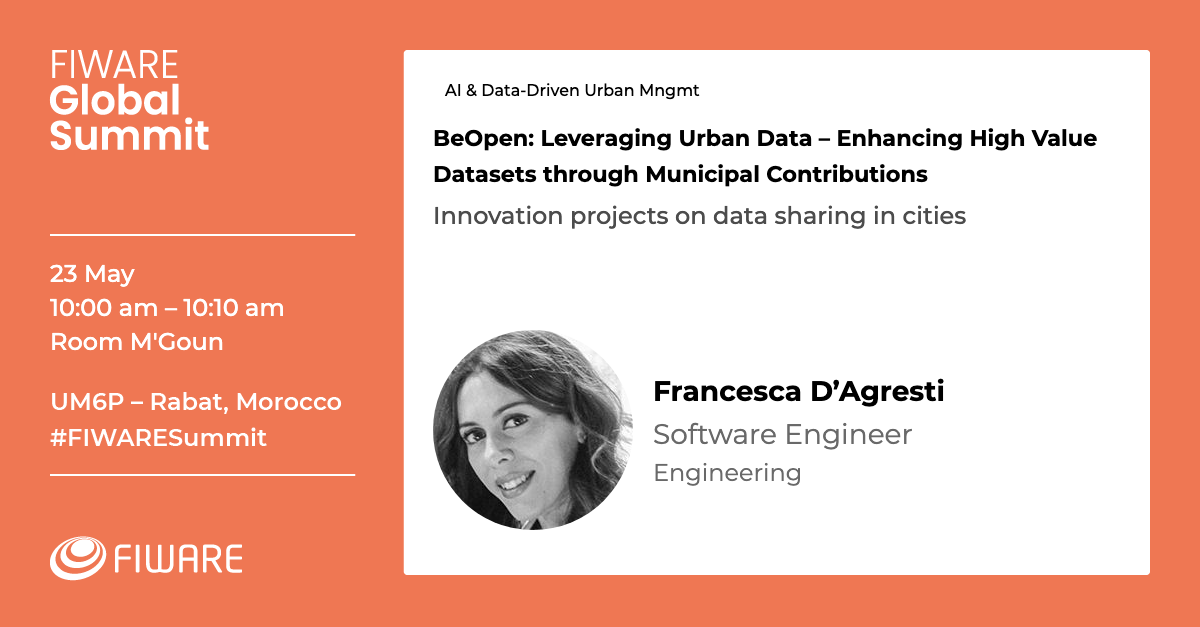 FIWARE
Global
Summit
23 May
10:00 am – 10:10 am
Room M'Goun
UM6P – Rabat, Morocco
#FIWARESummit
FIWARE
AI & Data-Driven Urban Mngmt
BeOpen: Leveraging Urban Data – Enhancing High Value
Datasets through Municipal Contributions
Innovation projects on data sharing in cities
Francesca D’Agresti
Software Engineer
Engineering